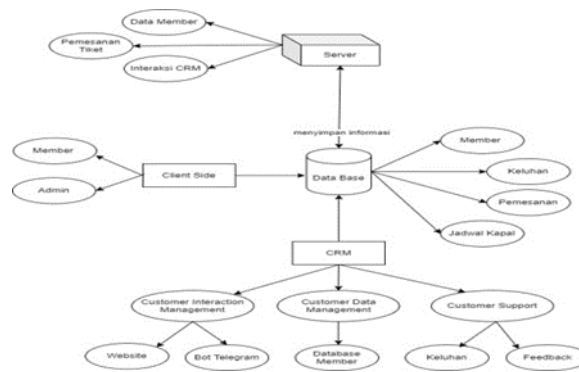 Data Member
Pemesanan
Tiket
Interaksi CRM
Server
menyimpan informasi
Member
Admin
Client Side
Data Base
Member
Keluhan
Pemesanan
Jadwal Kapal
CRM
Customer Interaction
Management
Customer Data
Management
Customer Support
Website
Bot Telegram
Database
Member
Keluhan
Feedback